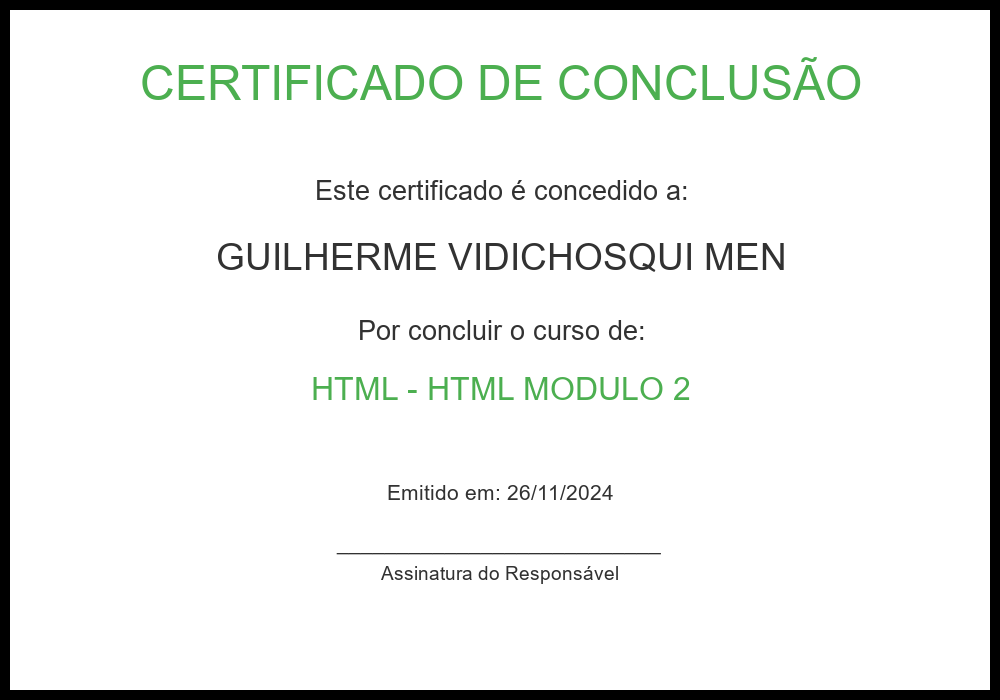 CERTIFICADO DE CONCLUSÃO
Este certificado é concedido a:
GUILHERME VIDICHOSQUI MEN
Por concluir o curso de:
HTML - HTML MODULO 2
Emitido em: 26/11/2024
Assinatura do Responsável